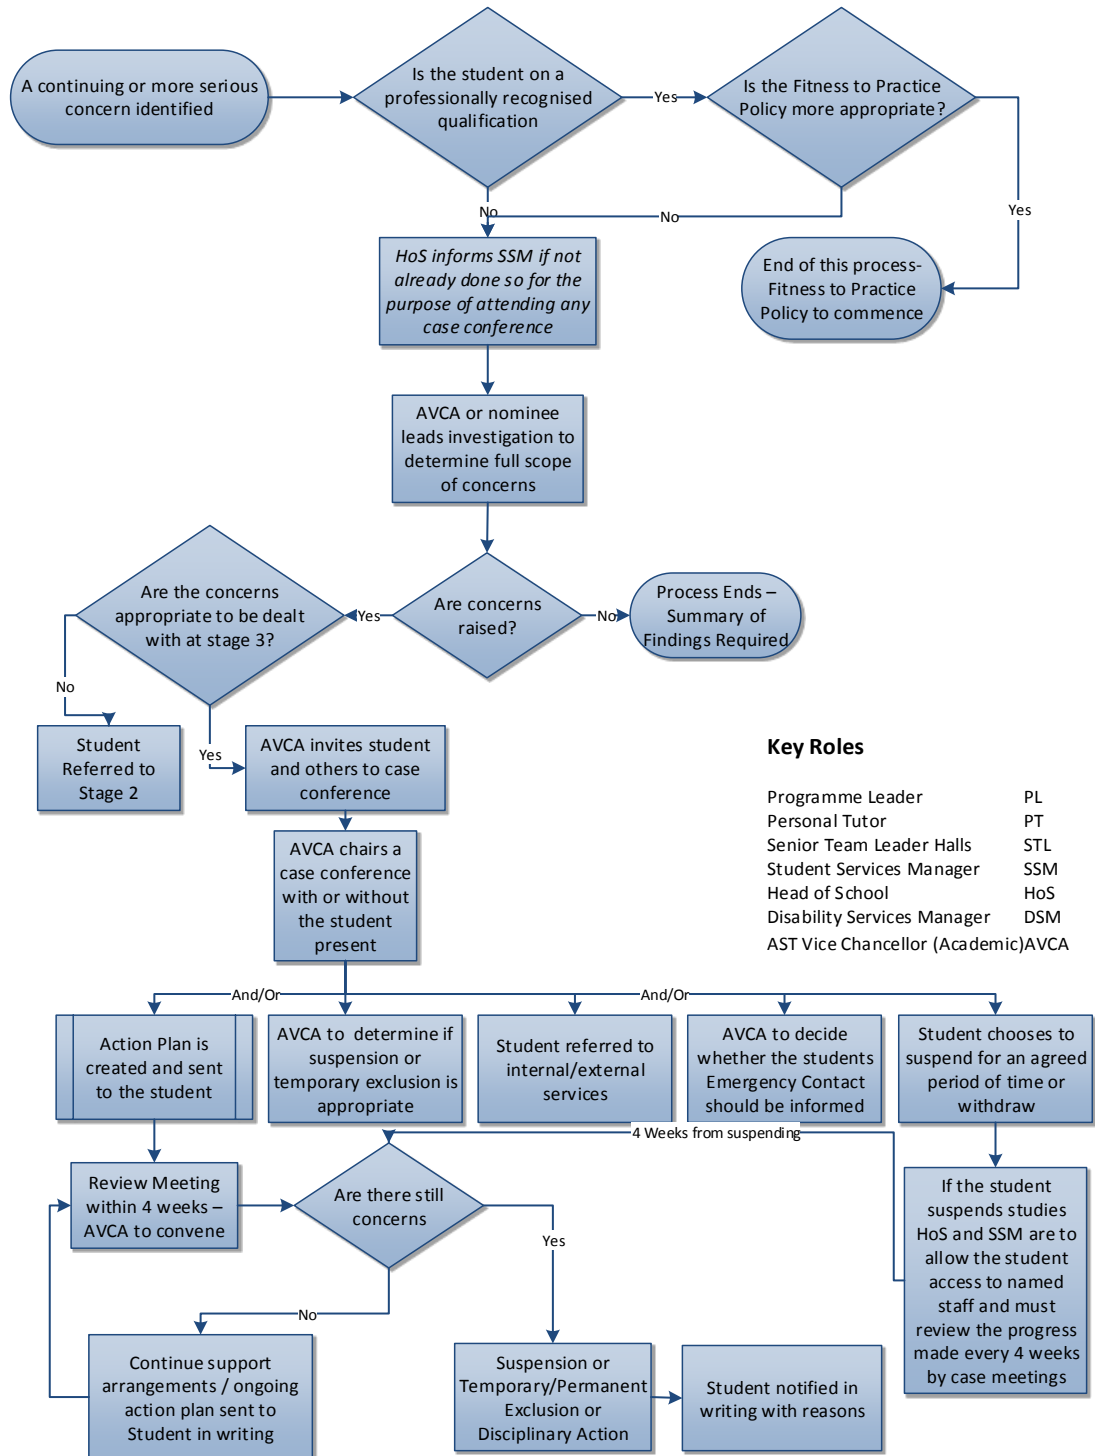 A continuing or more serious
concern identified
Is the student on a
professionally recognised
qualification
Yes
Is the Fitness to Practice
Policy more appropriate?
No
No
Yes
HoS informs SSM if not
already done so for the
purpose of attending any
case conference
End of this process-
Fitness to Practice
Policy to commence
AVCA or nominee
leads investigation to
determine full scope
of concerns
Are the concerns
appropriate to be dealt
with at stage 3?
Yes
Are concerns
raised?
No
Process Ends –
Summary of
Findings Required
No
Student
Referred to
Stage 2
Yes
AVCA invites student
and others to case
conference
AVCA chairs a
case conference
with or without
the student
present
Key Roles
Programme Leader PL
Personal Tutor PT
Senior Team Leader Halls STL
Student Services Manager SSM
Head of School HoS
Disability Services Manager DSM
AST Vice Chancellor (Academic)AVCA
And/Or
And/Or
Action Plan is
created and sent
to the student
AVCA to determine if
suspension or
temporary exclusion is
appropriate
Student referred to
internal/external
services
AVCA to decide
whether the students
Emergency Contact
should be informed
Student chooses to
suspend for an agreed
period of time or
withdraw
4 Weeks from suspending
Review Meeting
within 4 weeks –
AVCA to convene
Are there still
concerns
Yes
No
If the student
suspends studies
HoS and SSM are to
allow the student
access to named
staff and must
review the progress
made every 4 weeks
by case meetings
Continue support
arrangements / ongoing
action plan sent to
Student in writing
Suspension or
Temporary/Permanent
Exclusion or
Disciplinary Action
Student notified in
writing with reasons